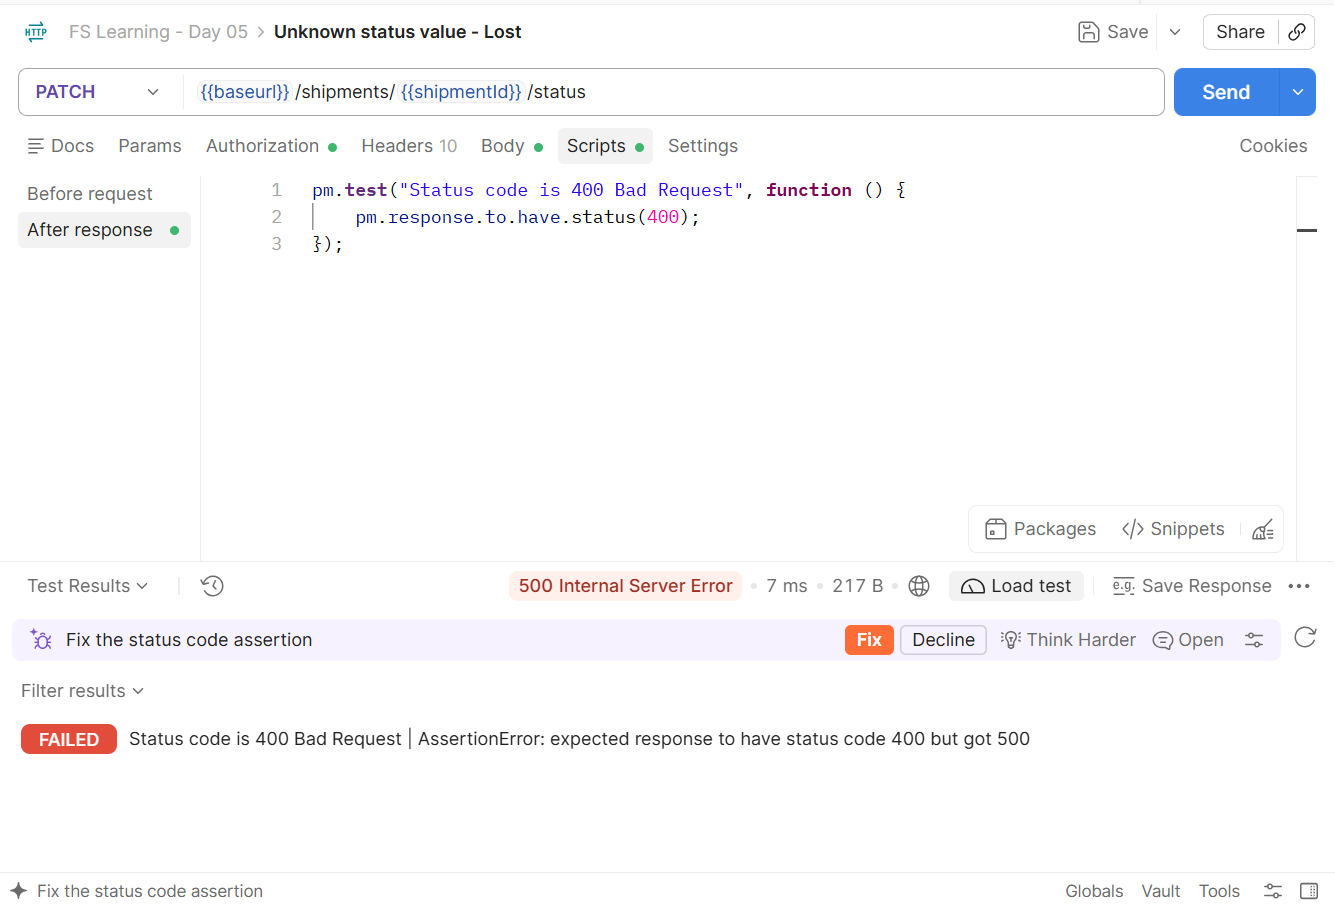 HTTP FS Learning - Day 05 > Unknown status value - Lost Save Share
PATCH {{baseurl}} /shipments/ {{shipmentId}} /status Send
Docs Params Authorization Headers 10 Body Scripts Settings Cookies
Before request
After response
1 pm.test("Status code is 400 Bad Request", function () {
2 pm.response.to.have.status(400);
3 });
Packages </> Snippets
Test Results 500 Internal Server Error • 7 ms • 217 B • Load test e.g. Save Response
Fix the status code assertion Fix Decline Think Harder Open
Filter results
FAILED Status code is 400 Bad Request | AssertionError: expected response to have status code 400 but got 500
Fix the status code assertion Globals Vault Tools